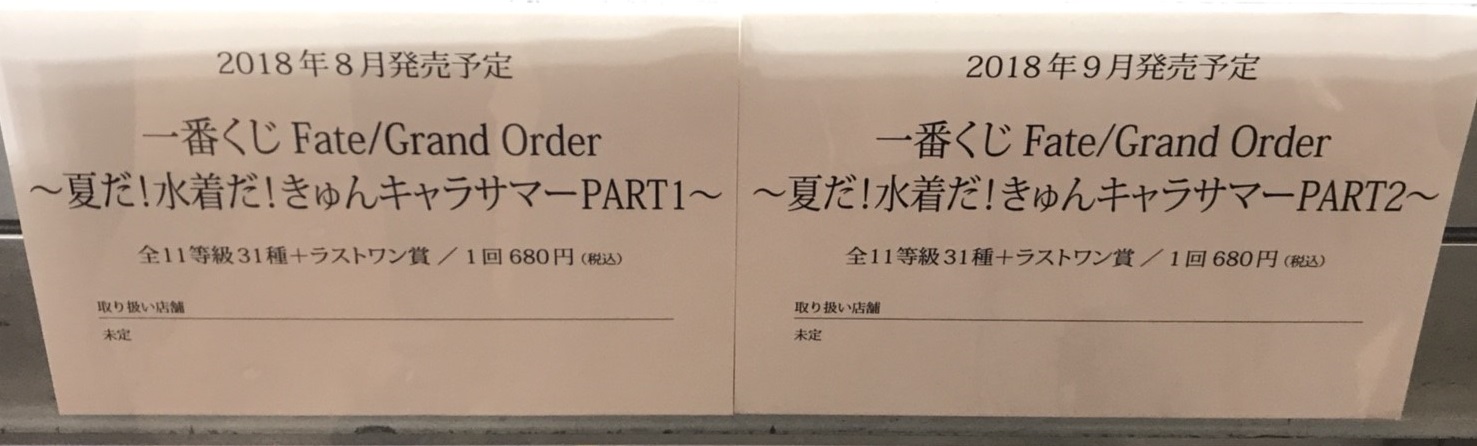 2018年8月発売予定
一番くじ Fate/Grand Order
～夏だ!水着だ!きゅんキャラサマーPART1～
全11等級31種+ラストワン賞／1回680円(税込)
取り扱い店舗
未定
2018年9月発売予定
一番くじ Fate/Grand Order
～夏だ!水着だ!きゅんキャラサマーPART2～
全11等級31種+ラストワン賞／1回680円(税込)
取り扱い店舗
未定